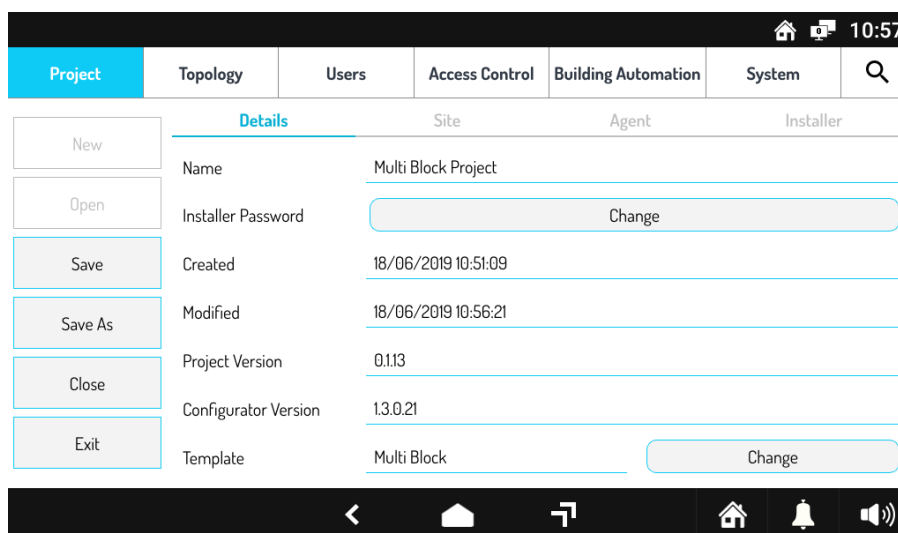 10:57
Project Topology Users Access Control Building Automation System
Details Site Agent Installer
New
Open
Save
Save As
Close
Exit
Name Multi Block Project
Installer Password Change
Created 18/06/2019 10:51:09
Modified 18/06/2019 10:56:21
Project Version 0.1.13
Configurator Version 1.3.0.21
Template Multi Block Change